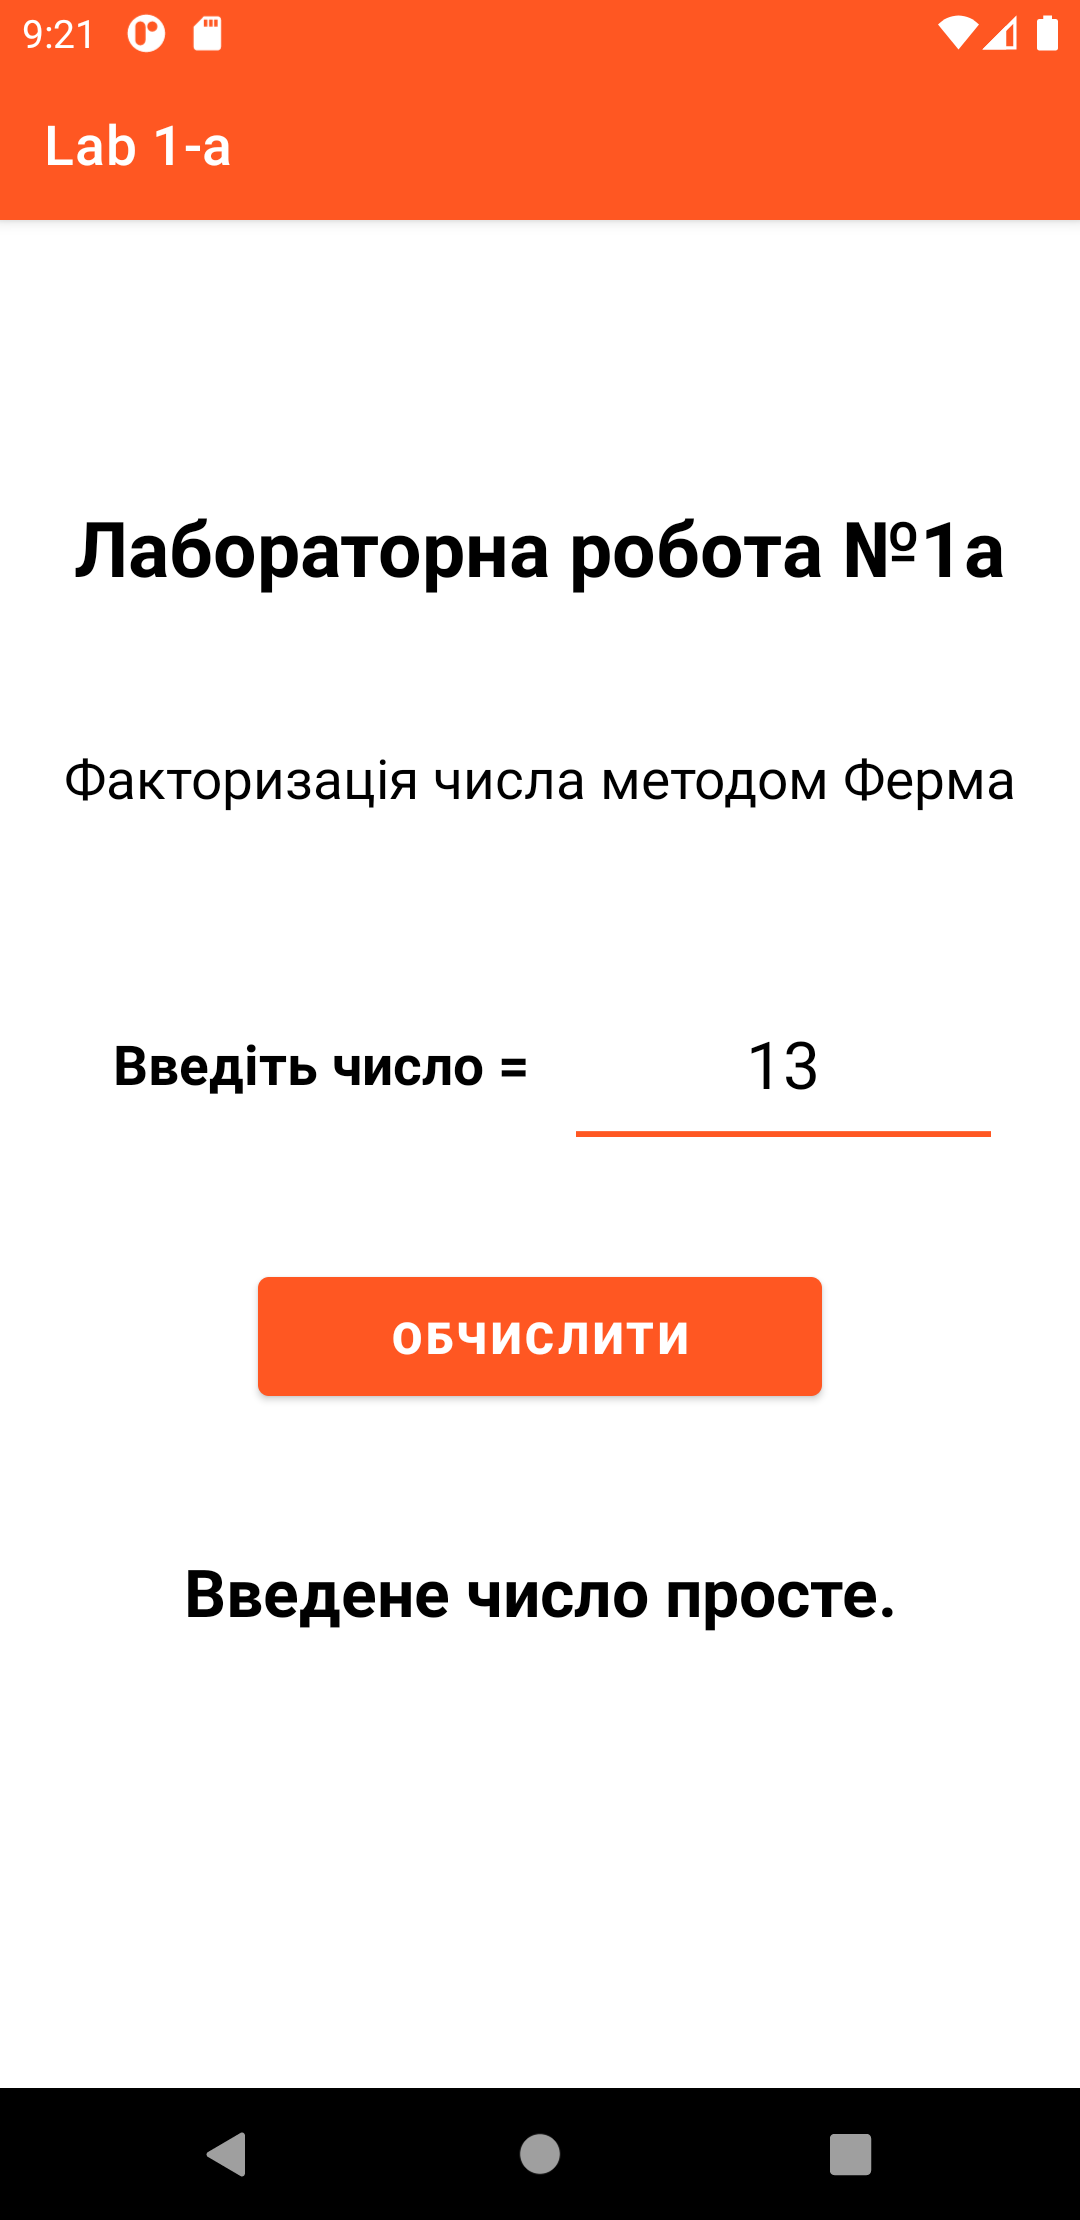 9:21
Lab 1-a
Лабораторна робота №1а
Факторизація числа методом Ферма
Введіть число =
13
ОБЧИСЛИТИ
Введене число просте.